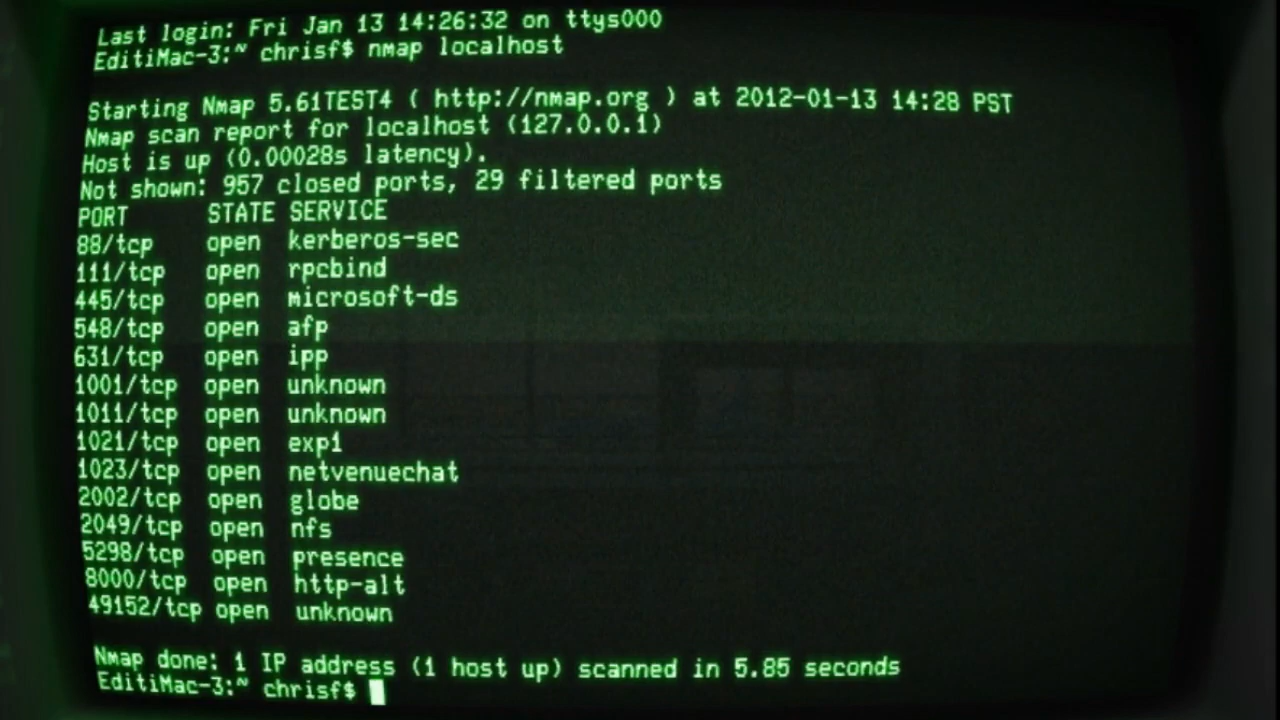 Last login: Fri Jan 13 14:26:32 on ttys000
EditiMac-3:~ chrisf$ nmap localhost
Starting Nmap 5.61TEST4 ( http://nmap.org ) at 2012-01-13 14:28 PST
Nmap scan report for localhost (127.0.0.1)
Host is up (0.00028s latency).
Not shown: 957 closed ports, 29 filtered ports
PORT      STATE SERVICE
88/tcp    open  kerberos-sec
111/tcp   open  rpcbind
445/tcp   open  microsoft-ds
548/tcp   open  afp
631/tcp   open  ipp
1001/tcp  open  unknown
1011/tcp  open  unknown
1021/tcp  open  exp1
1023/tcp  open  netvenuechat
2002/tcp  open  globe
2049/tcp  open  nfs
5298/tcp  open  presence
8000/tcp  open  http-alt
49152/tcp open  unknown
Nmap done: 1 IP address (1 host up) scanned in 5.85 seconds
EditiMac-3:~ chrisf$